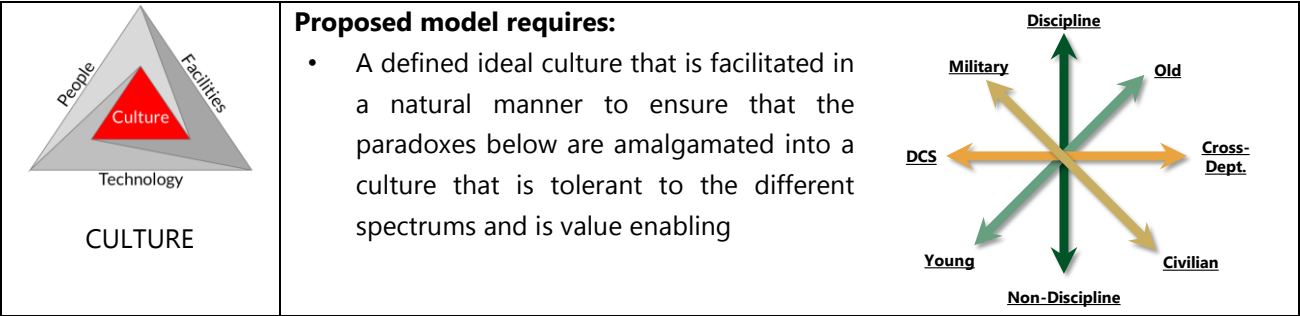 People
Facilities
Culture
Technology
CULTURE
Proposed model requires:
• A defined ideal culture that is facilitated in
a natural manner to ensure that the
paradoxes below are amalgamated into a
culture that is tolerant to the different
spectrums and is value enabling
Discipline
Military
Old
DCS
Cross-
Dept.
Young
Civilian
Non-Discipline